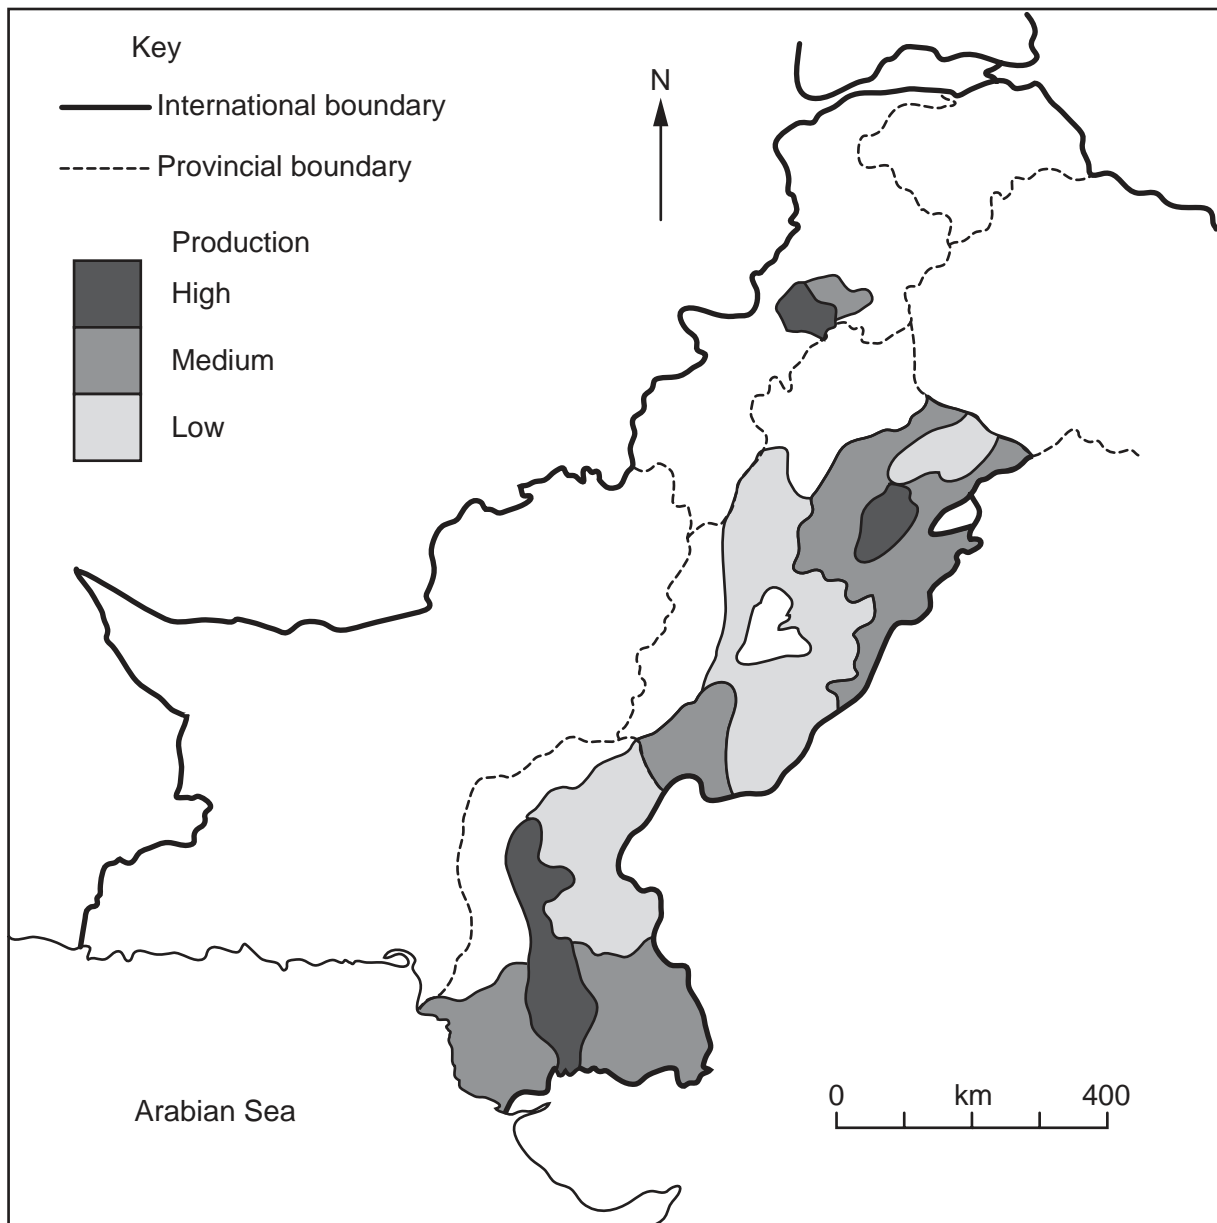 Key
International boundary
Provincial boundary
Production
High
Medium
Low
N
Arabian Sea
0 km 400